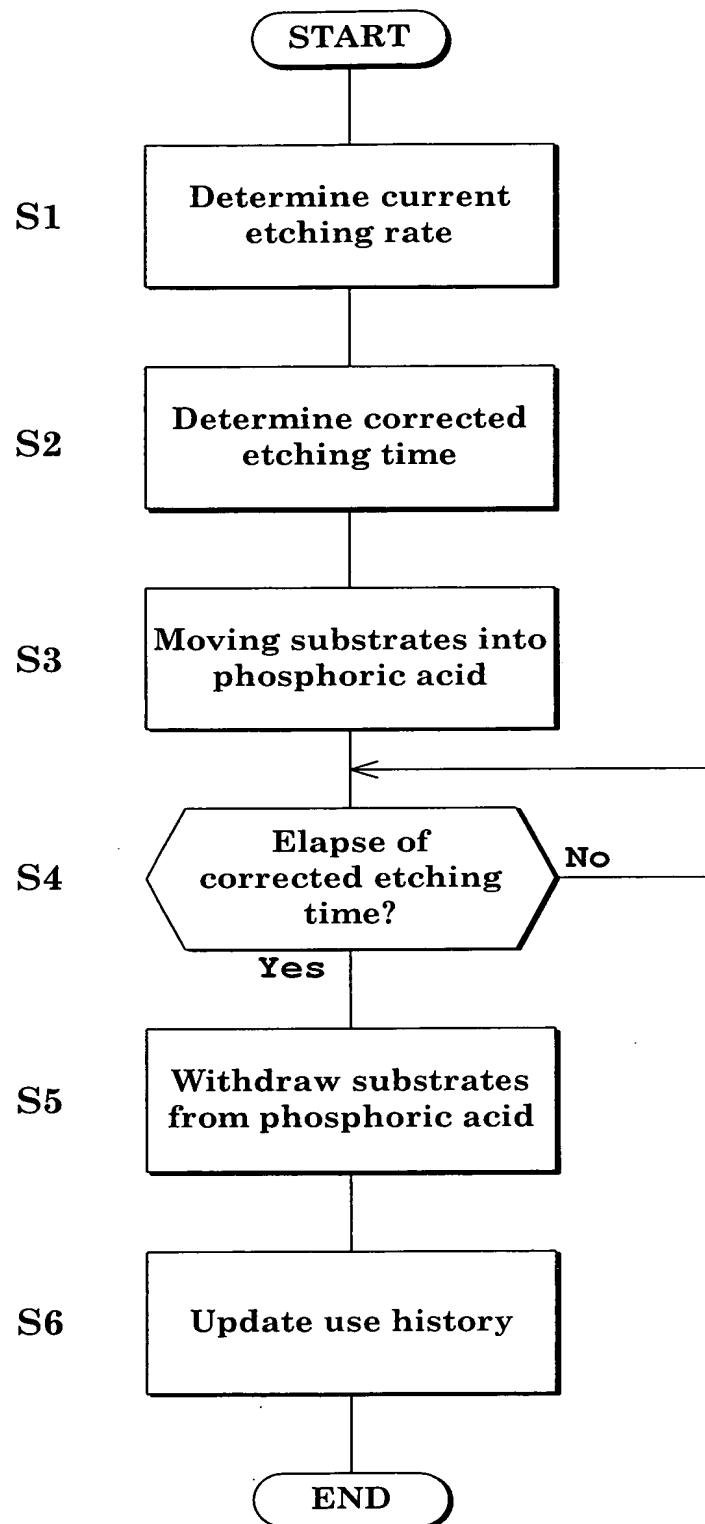 START
S1
Determine current
etching rate
S2
Determine corrected
etching time
S3
Moving substrates into
phosphoric acid
S4
Elapse of
corrected etching
time?
No
Yes
S5
Withdraw substrates
from phosphoric acid
S6
Update use history
END